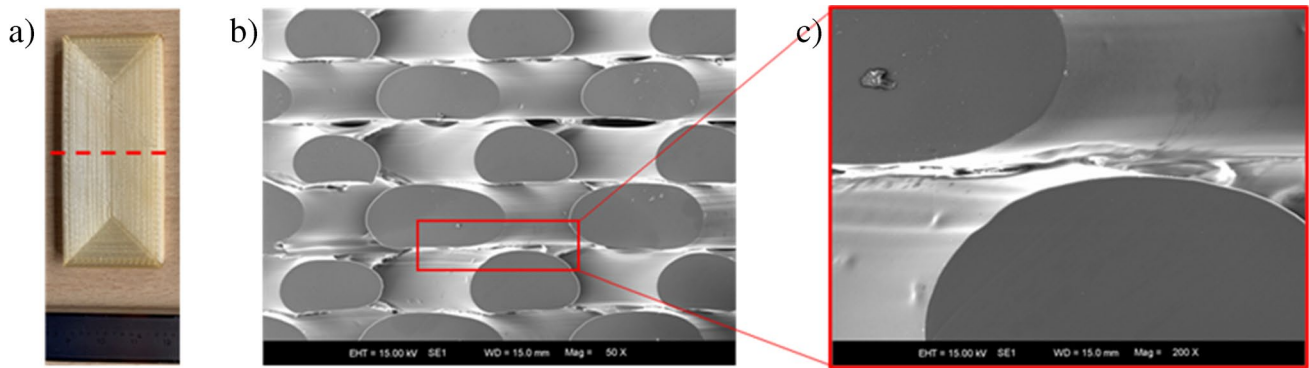 a)
b)
c)
EHT = 15.00 kV SE1 WD = 15.0 mm Mag = 50 X
EHT = 15.00 kV SE1 WD = 15.0 mm Mag = 200 X